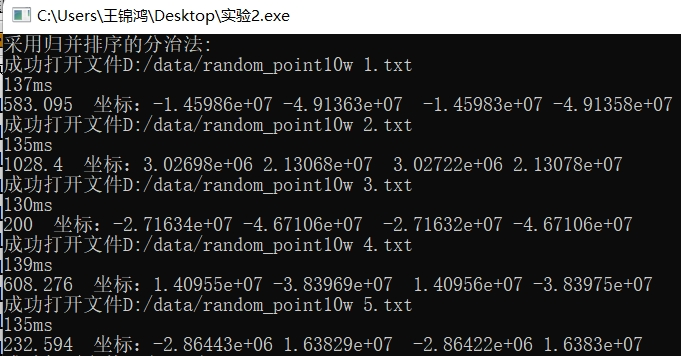 C:\Users\王锦鸿\Desktop\实验2.exe
采用归并排序的分治法:
成功打开文件D:/data/random_point10w 1.txt
137ms
583.095  坐标：-1.45986e+07 -4.91363e+07  -1.45983e+07 -4.91358e+07
成功打开文件D:/data/random_point10w 2.txt
135ms
1028.4  坐标：3.02698e+06 2.13068e+07  3.02722e+06 2.13078e+07
成功打开文件D:/data/random_point10w 3.txt
130ms
200  坐标：-2.71634e+07 -4.67106e+07  -2.71632e+07 -4.67106e+07
成功打开文件D:/data/random_point10w 4.txt
139ms
608.276  坐标：1.40955e+07 -3.83969e+07  1.40956e+07 -3.83975e+07
成功打开文件D:/data/random_point10w 5.txt
135ms
232.594  坐标：-2.86443e+06 1.63829e+07  -2.86422e+06 1.6383e+07